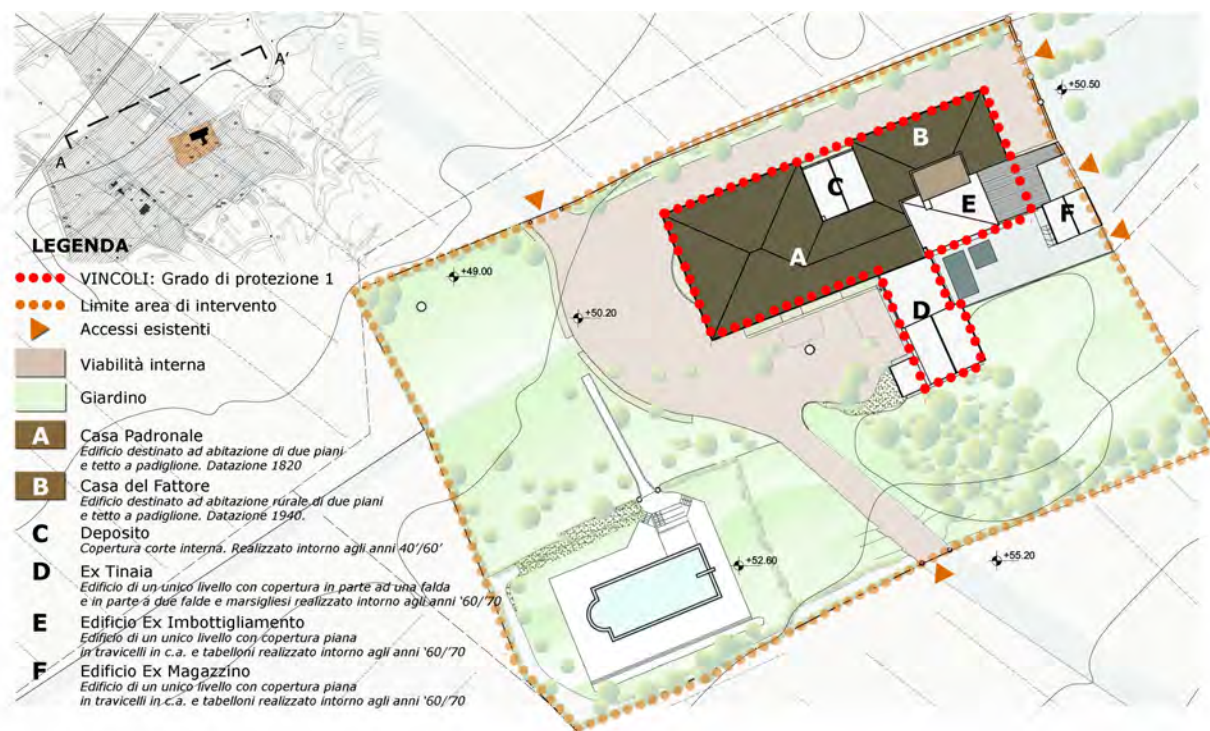 A
A'
LEGENDA
VINCOLI: Grado di protezione 1
Limite area di intervento
Accessi esistenti
Viabilità interna
Giardino
A Casa Padronale
Edificio destinato ad abitazione di due piani
e tetto a padiglione. Datazione 1820
B Casa del Fattore
Edificio destinato ad abitazione rurale di due piani
e tetto a padiglione. Datazione 1940.
C Deposito
Copertura corte interna. Realizzato intorno agli anni 40'/60'
D Ex Tinaia
Edificio di un unico livello con copertura in parte ad una falda
e in parte a due falde e marsigliesi realizzato intorno agli anni '60/'70
E Edificio Ex Imbottigliamento
Edificio di un unico livello con copertura piana
in travicelli in c.a. e tabelloni realizzato intorno agli anni '60/'70
F Edificio Ex Magazzino
Edificio di un unico livello con copertura piana
in travicelli in c.a. e tabelloni realizzato intorno agli anni '60/'70
+50.50
B
C
E
F
A
+49.00
+50.20
D
+52.60
+55.20